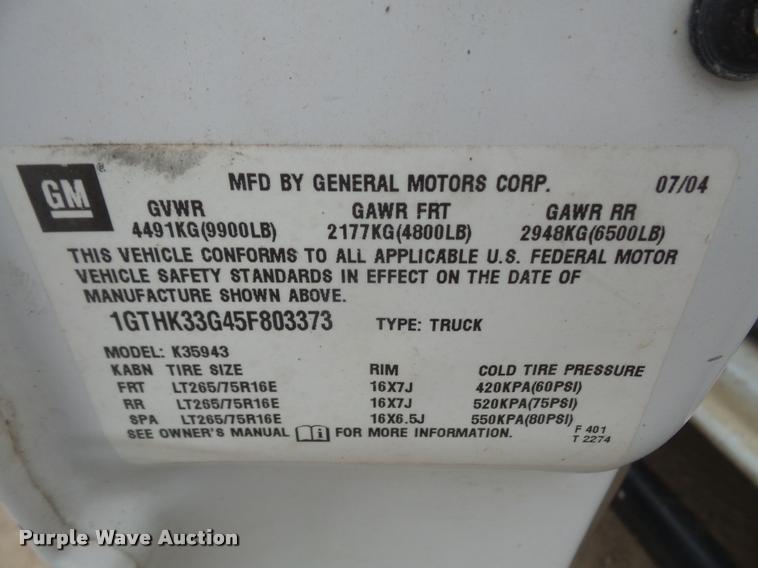 GM ®
MFD BY GENERAL MOTORS CORP. 07/04
GVWR GAWR FRT GAWR RR
4491KG(9900LB) 2177KG(4800LB) 2948KG(6500LB)
THIS VEHICLE CONFORMS TO ALL APPLICABLE U.S. FEDERAL MOTOR
VEHICLE SAFETY STANDARDS IN EFFECT ON THE DATE OF
MANUFACTURE SHOWN ABOVE.
1GTHK33G45F803373 TYPE: TRUCK
MODEL: K35943
KABN TIRE SIZE RIM COLD TIRE PRESSURE
FRT LT265/75R16E 16X7J 420KPA(60PSI)
RR LT265/75R16E 16X7J 520KPA(75PSI)
SPA LT265/75R16E 16X6.5J 550KPA(80PSI)
SEE OWNER'S MANUAL i FOR MORE INFORMATION.
F 401
T 2274
Purple Wave Auction